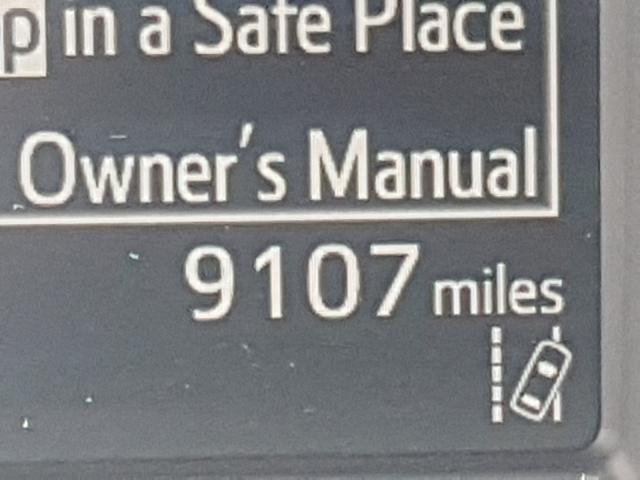 p in a Safe Place
Owner's Manual
9107 miles